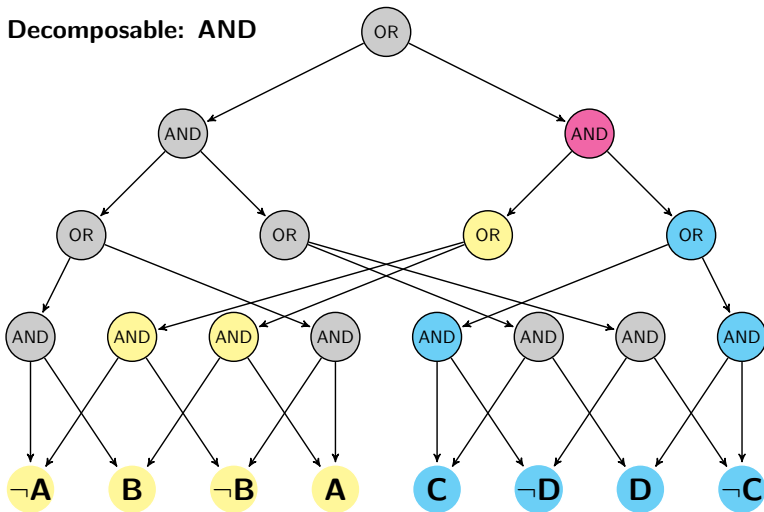 Decomposable: AND
OR
AND AND
OR OR OR OR
AND AND AND AND AND AND AND AND
¬A B ¬B A C ¬D D ¬C